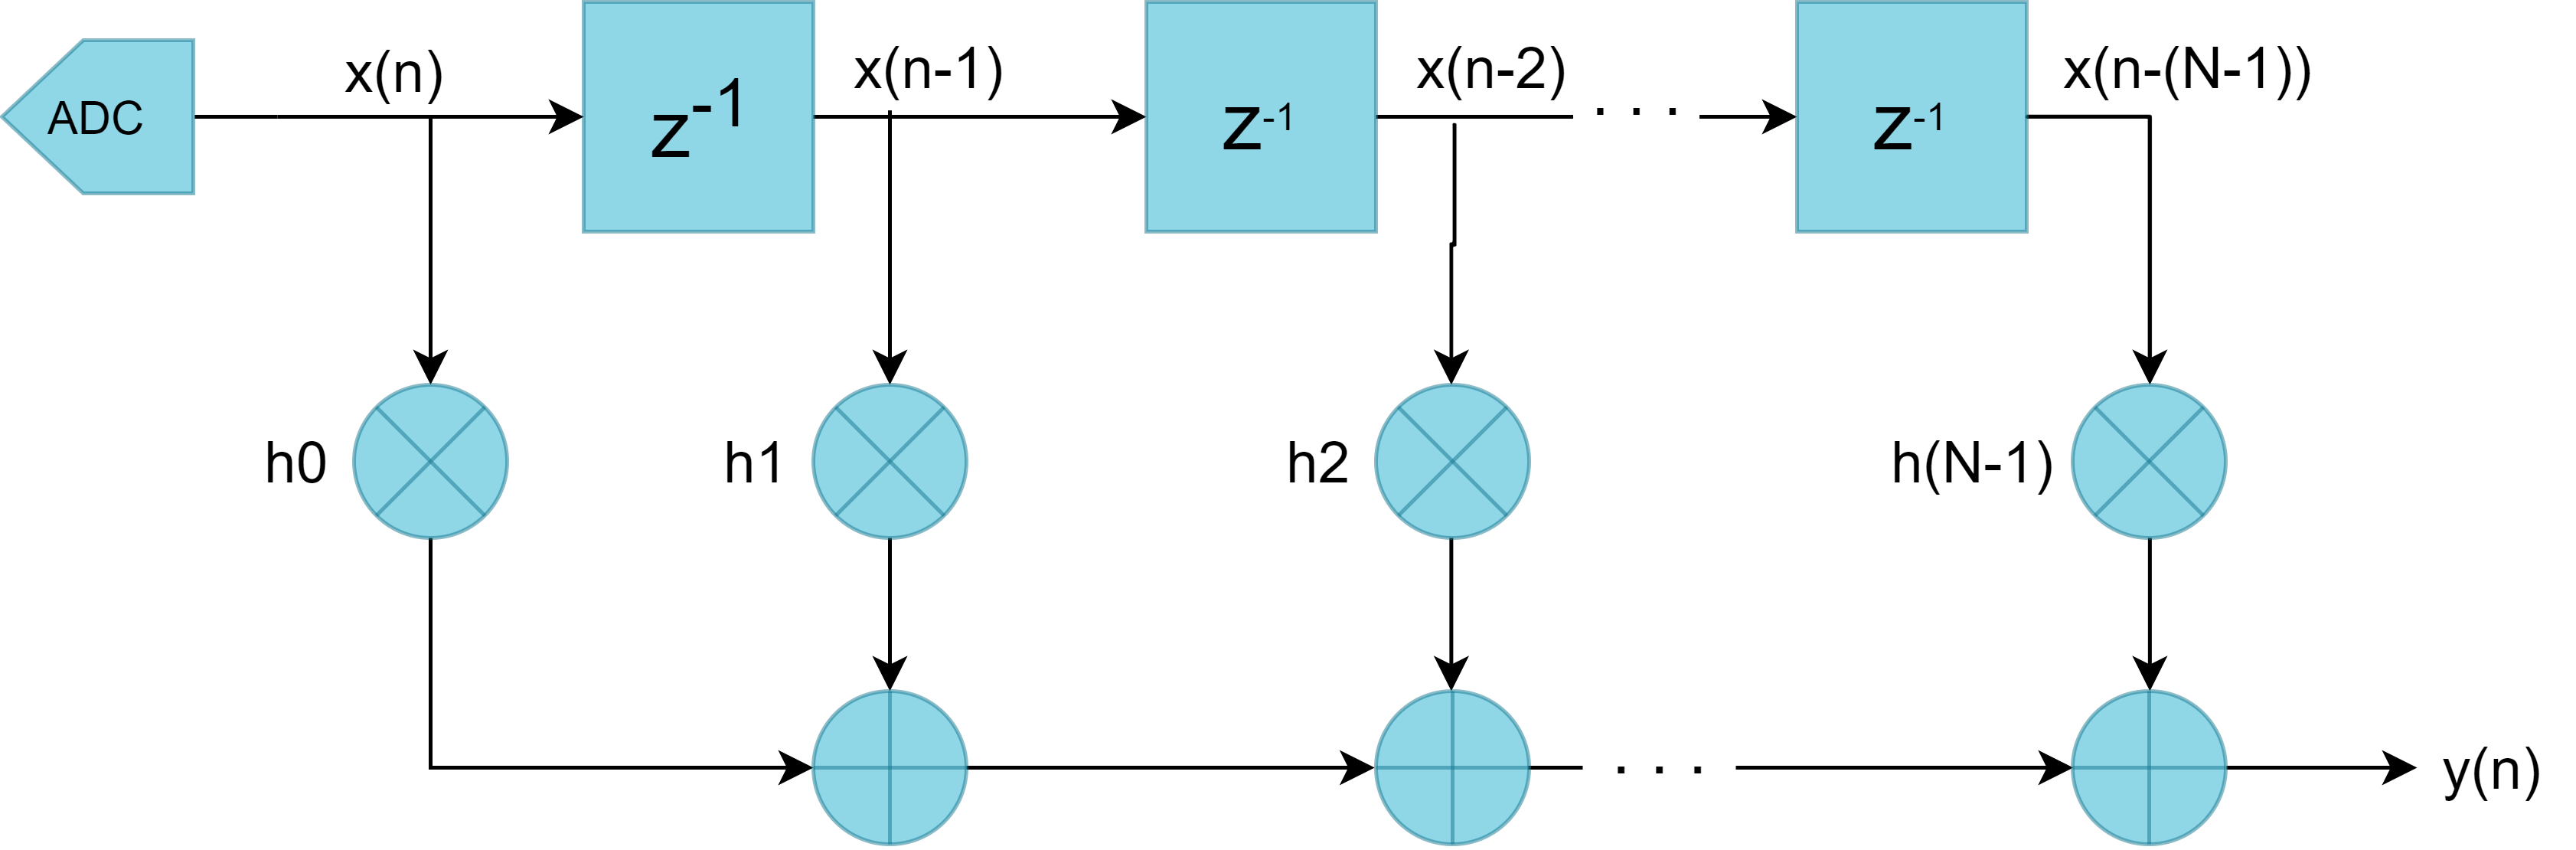 ADC
x(n)
z-1
x(n-1)
z-1
x(n-2)
. . .
z-1
x(n-(N-1))
h0
h1
h2
h(N-1)
. . .
y(n)